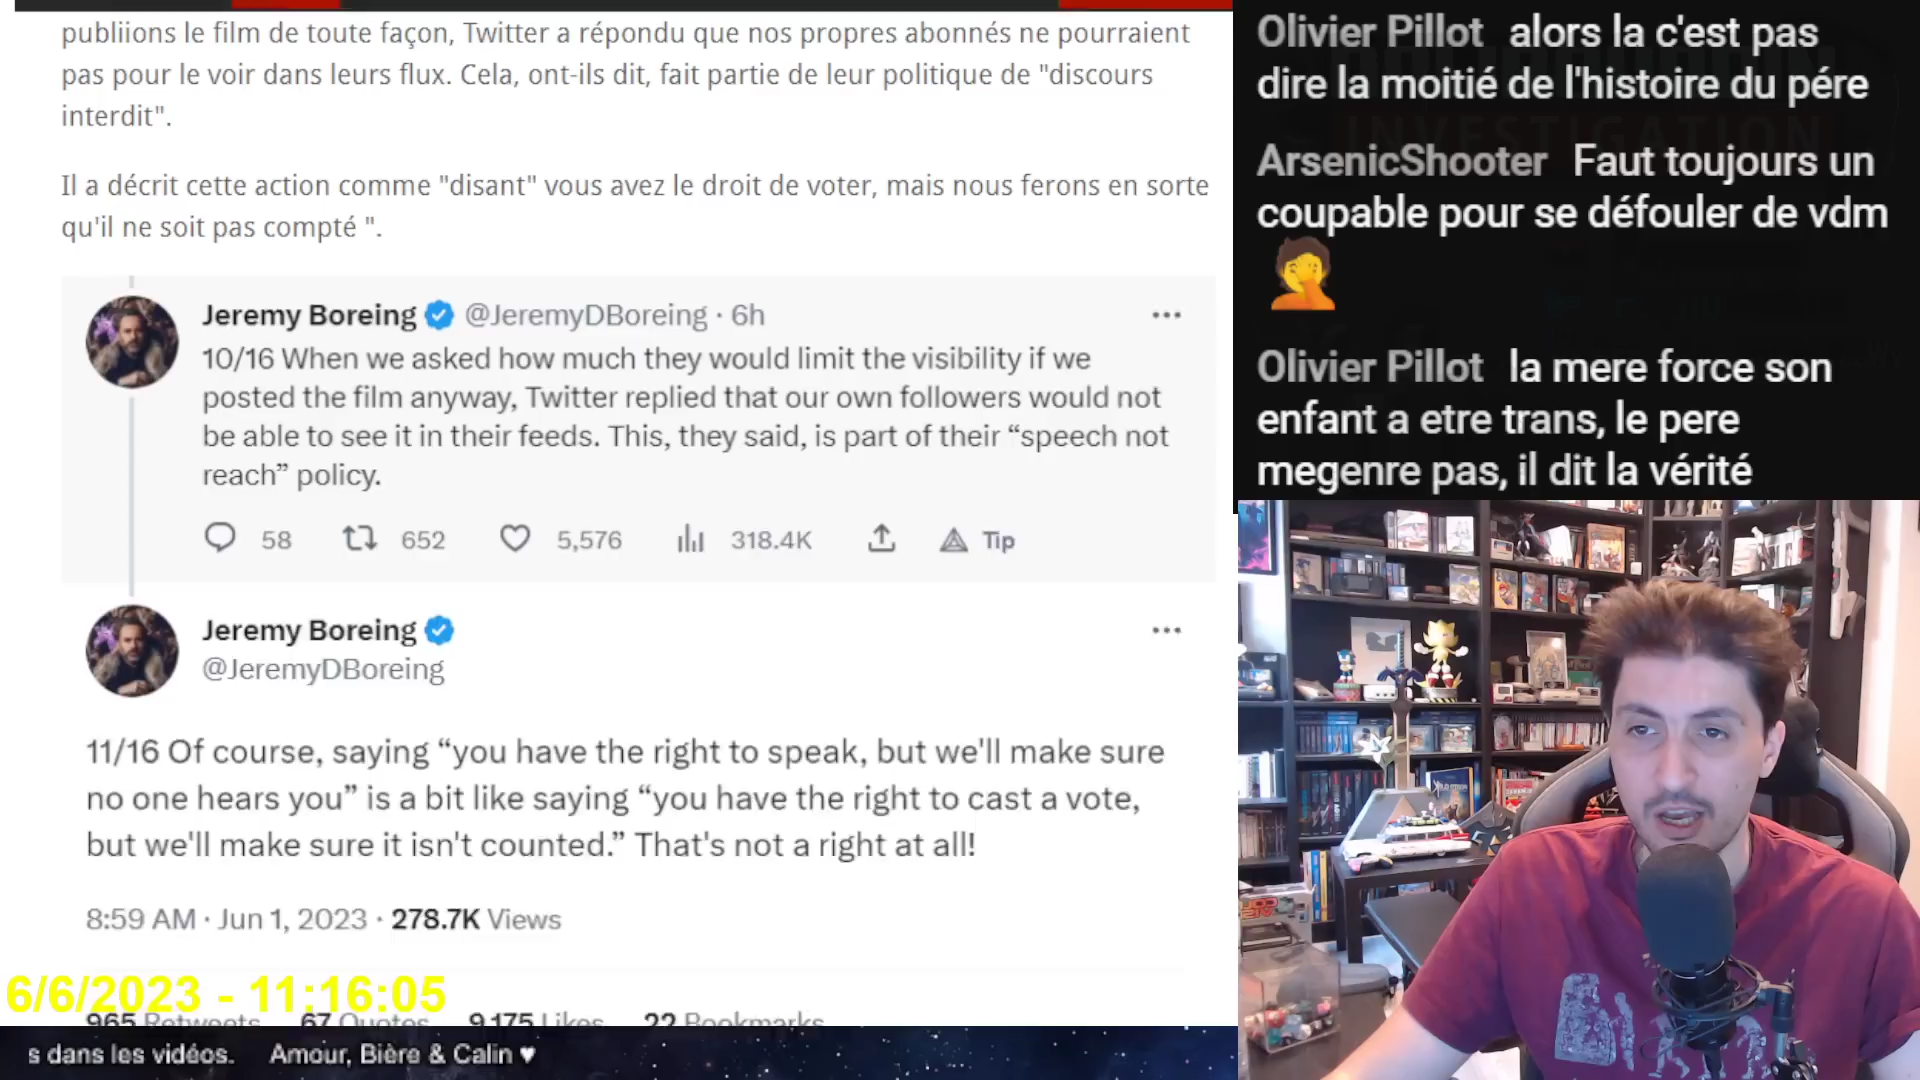 publiions le film de toute façon, Twitter a répondu que nos propres abonnés ne pourraient
pas pour le voir dans leurs flux. Cela, ont-ils dit, fait partie de leur politique de "discours
interdit".
Il a décrit cette action comme "disant" vous avez le droit de voter, mais nous ferons en sorte
qu'il ne soit pas compté ".
Jeremy Boreing @JeremyDBoreing · 6h
10/16 When we asked how much they would limit the visibility if we
posted the film anyway, Twitter replied that our own followers would not
be able to see it in their feeds. This, they said, is part of their “speech not
reach” policy.
58 652 5,576 318.4K Tip
Jeremy Boreing
@JeremyDBoreing
11/16 Of course, saying “you have the right to speak, but we'll make sure
no one hears you” is a bit like saying “you have the right to cast a vote,
but we'll make sure it isn't counted.” That's not a right at all!
8:59 AM · Jun 1, 2023 · 278.7K Views
6/6/2023 - 11:16:05
965 Retweets 67 Quotes 9,175 Likes 22 Bookmarks
s dans les vidéos. Amour, Bière & Calin ♥
Olivier Pillot alors la c'est pas
dire la moitié de l'histoire du pére
INVESTIGATION
ArsenicShooter Faut toujours un
coupable pour se défouler de vdm
Olivier Pillot la mere force son
enfant a etre trans, le pere
megenre pas, il dit la vérité